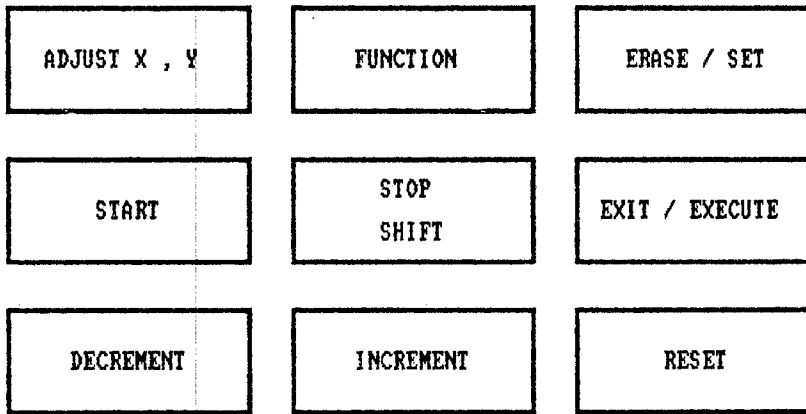 ADJUST X , Y
FUNCTION
ERASE / SET
START
STOP
SHIFT
EXIT / EXECUTE
DECREMENT
INCREMENT
RESET